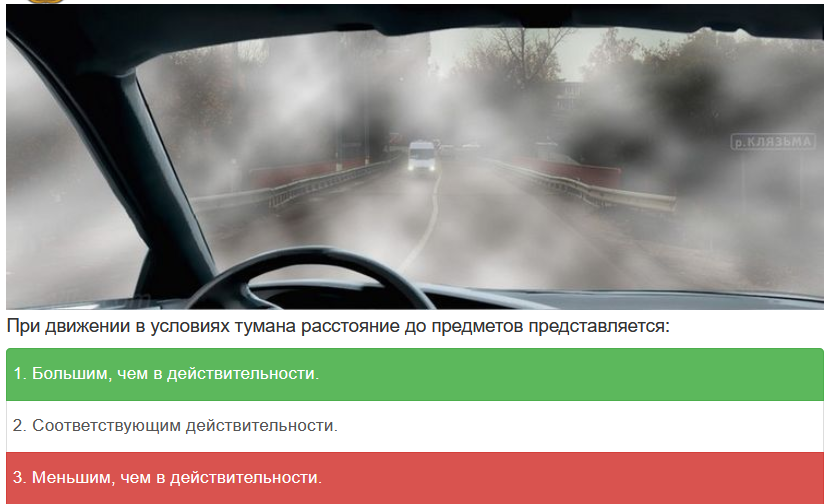 р.КЛЯЗЬМА
При движении в условиях тумана расстояние до предметов представляется:
1. Большим, чем в действительности.
2. Соответствующим действительности.
3. Меньшим, чем в действительности.